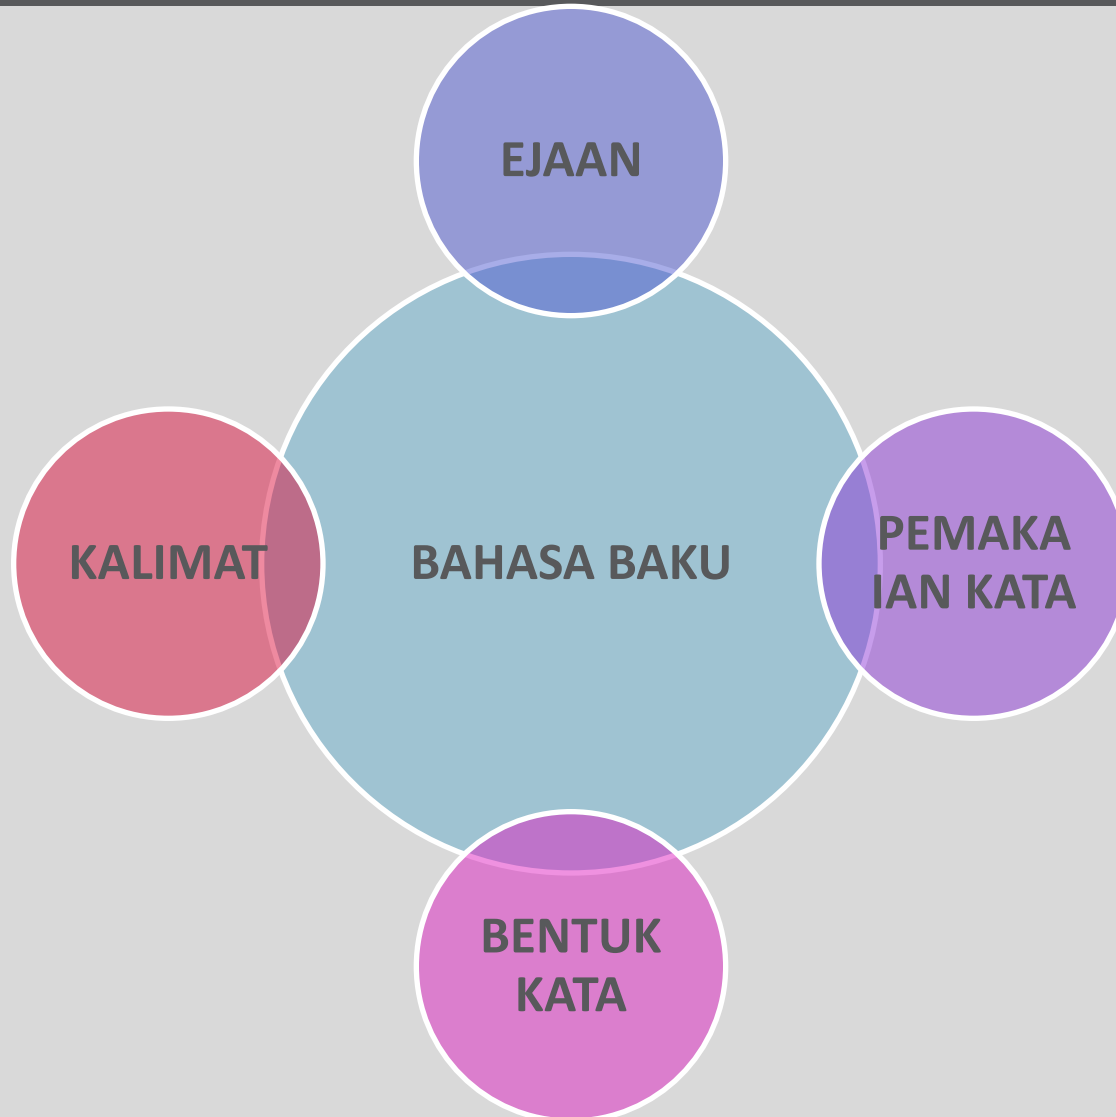 EJAAN
KALIMAT
BAHASA BAKU
PEMAKA
IAN KATA
BENTUK
KATA